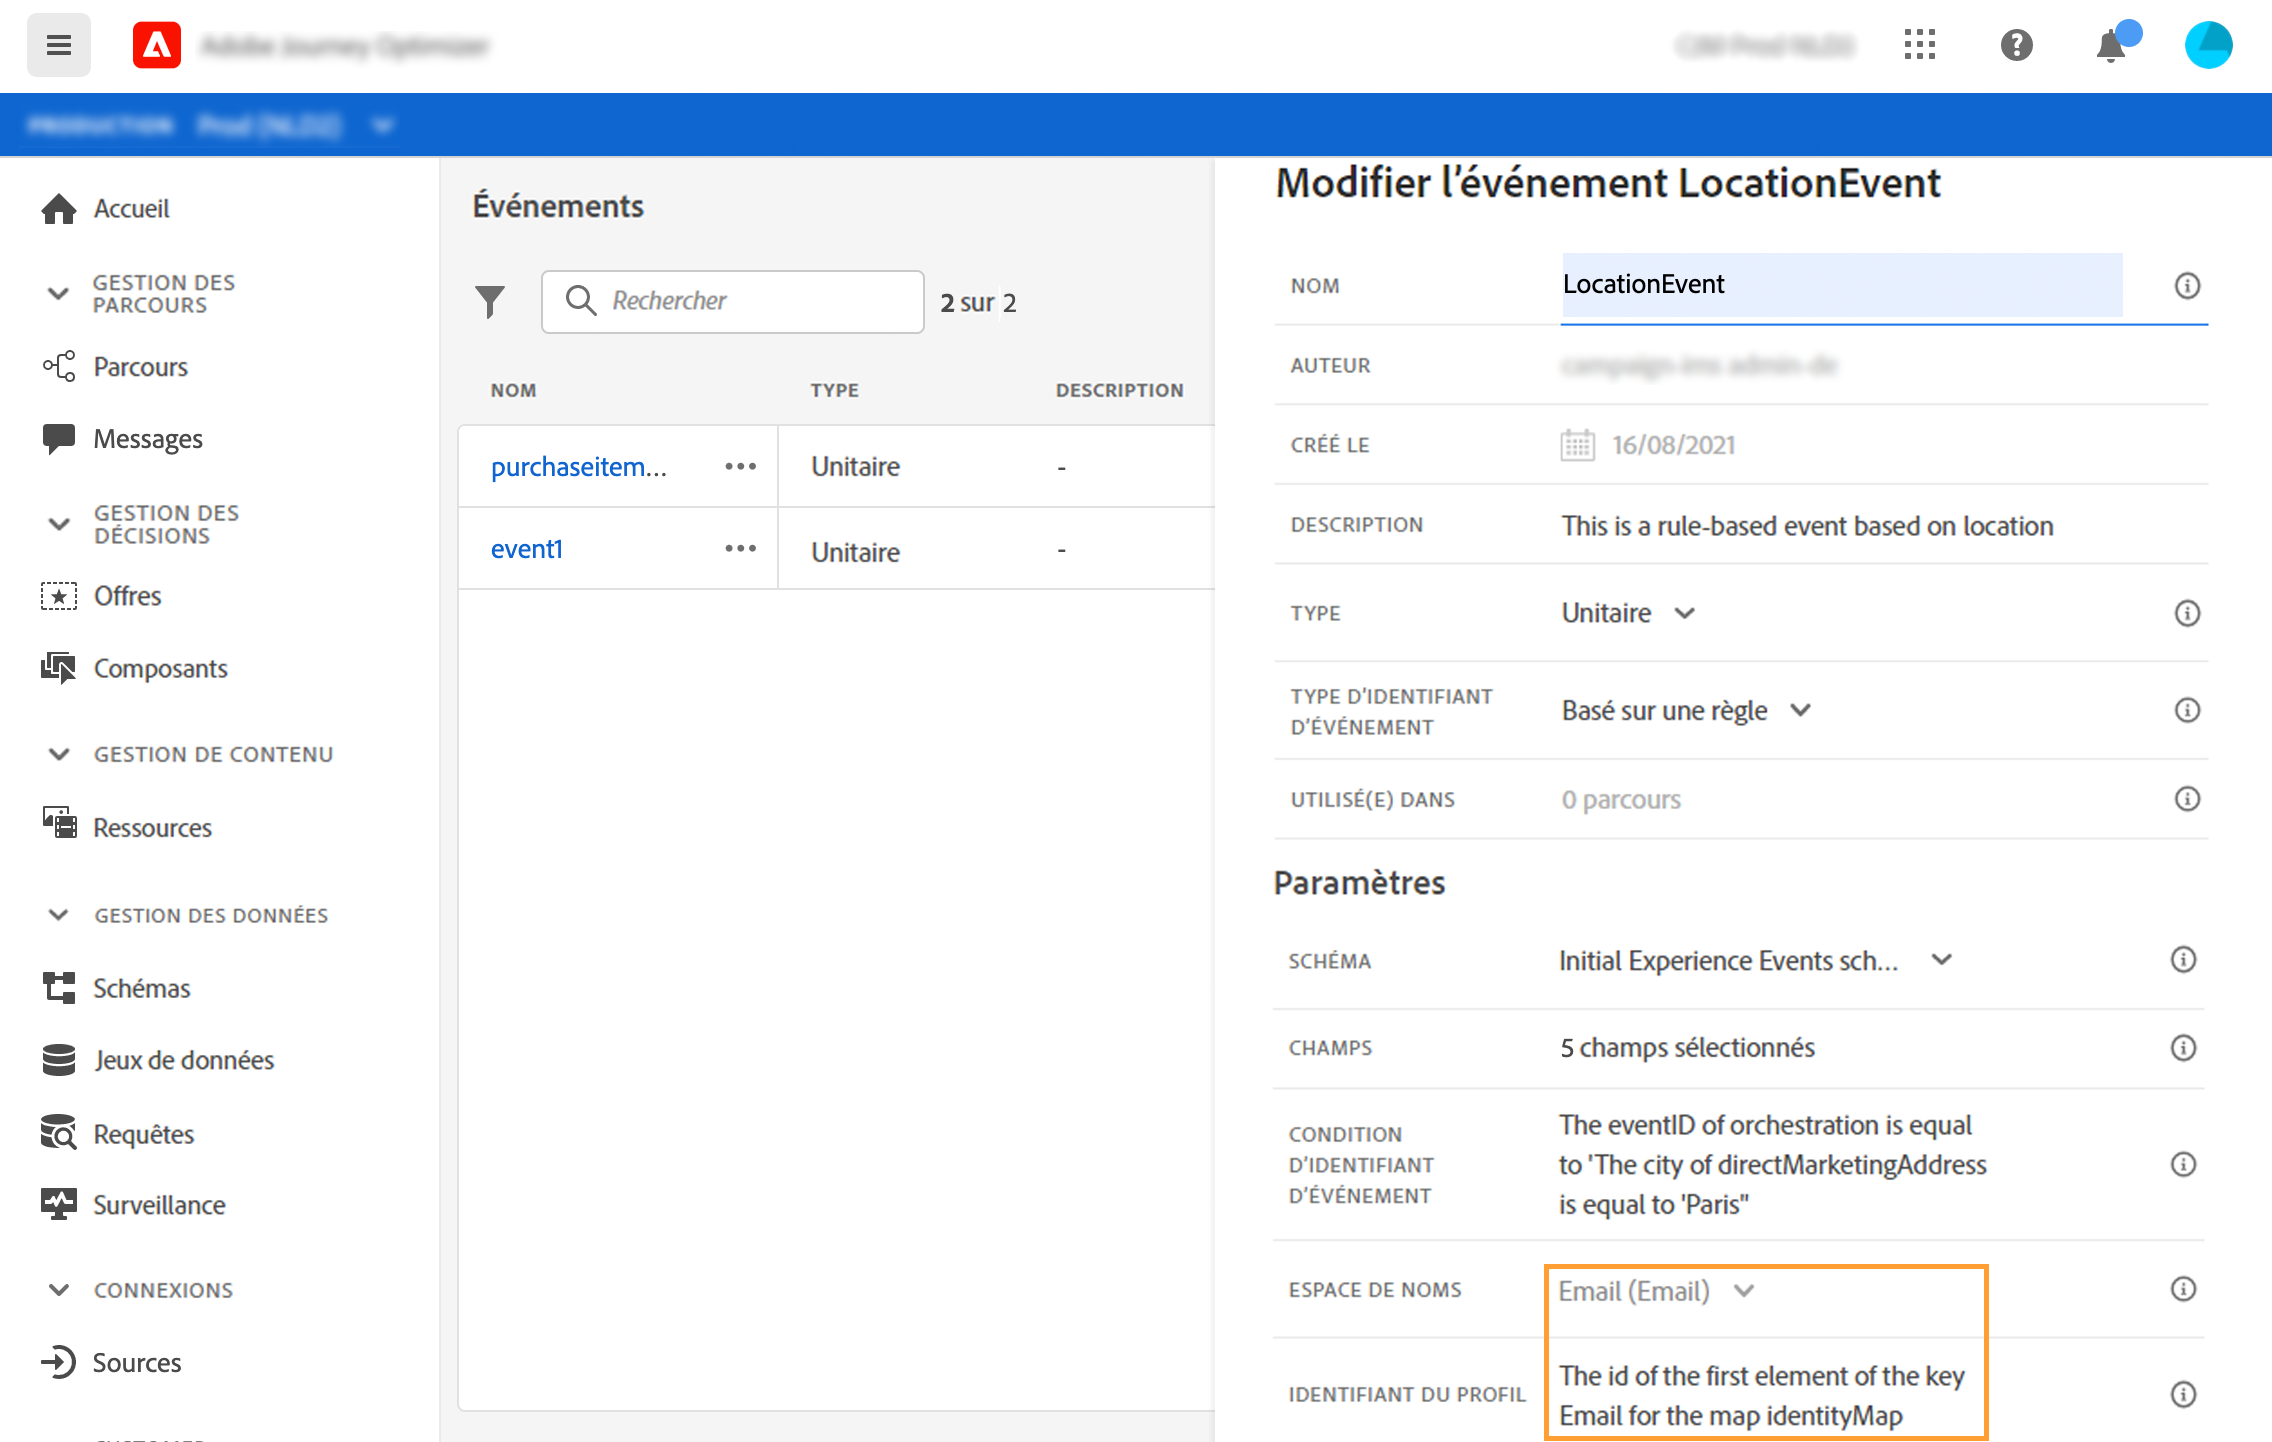 Accueil
GESTION DES
PARCOURS
Parcours
Messages
GESTION DES
DÉCISIONS
Offres
Composants
GESTION DE CONTENU
Ressources
GESTION DES DONNÉES
Schémas
Jeux de données
Requêtes
Surveillance
CONNEXIONS
Sources
Événements
Rechercher
2 sur 2
NOM TYPE DESCRIPTION
purchaseitem... Unitaire -
event1 Unitaire -
Modifier l'événement LocationEvent
NOM LocationEvent
AUTEUR
CRÉÉ LE 16/08/2021
DESCRIPTION This is a rule-based event based on location
TYPE Unitaire
TYPE D'IDENTIFIANT
D'ÉVÉNEMENT
Basé sur une règle
UTILISÉ(E) DANS 0 parcours
Paramètres
SCHÉMA Initial Experience Events sch...
CHAMPS 5 champs sélectionnés
CONDITION
D'IDENTIFIANT
D'ÉVÉNEMENT
The eventID of orchestration is equal
to 'The city of directMarketingAddress
is equal to 'Paris''
ESPACE DE NOMS Email (Email)
IDENTIFIANT DU PROFIL
The id of the first element of the key
Email for the map identityMap